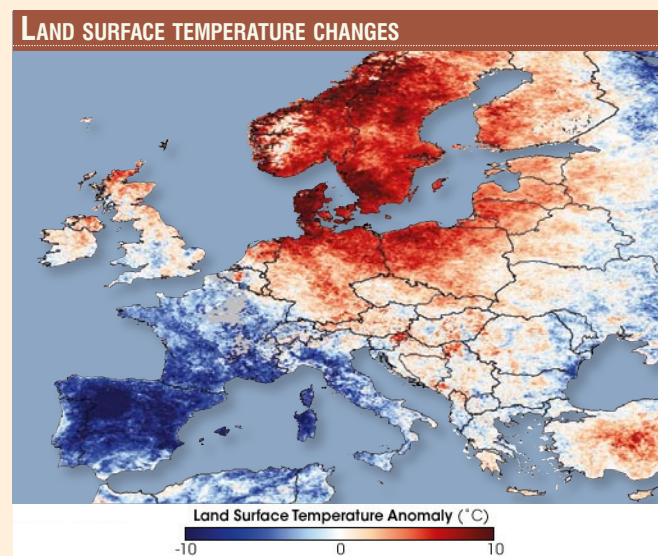 LAND SURFACE TEMPERATURE CHANGES
Land Surface Temperature Anomaly (°C)
-10 0 10